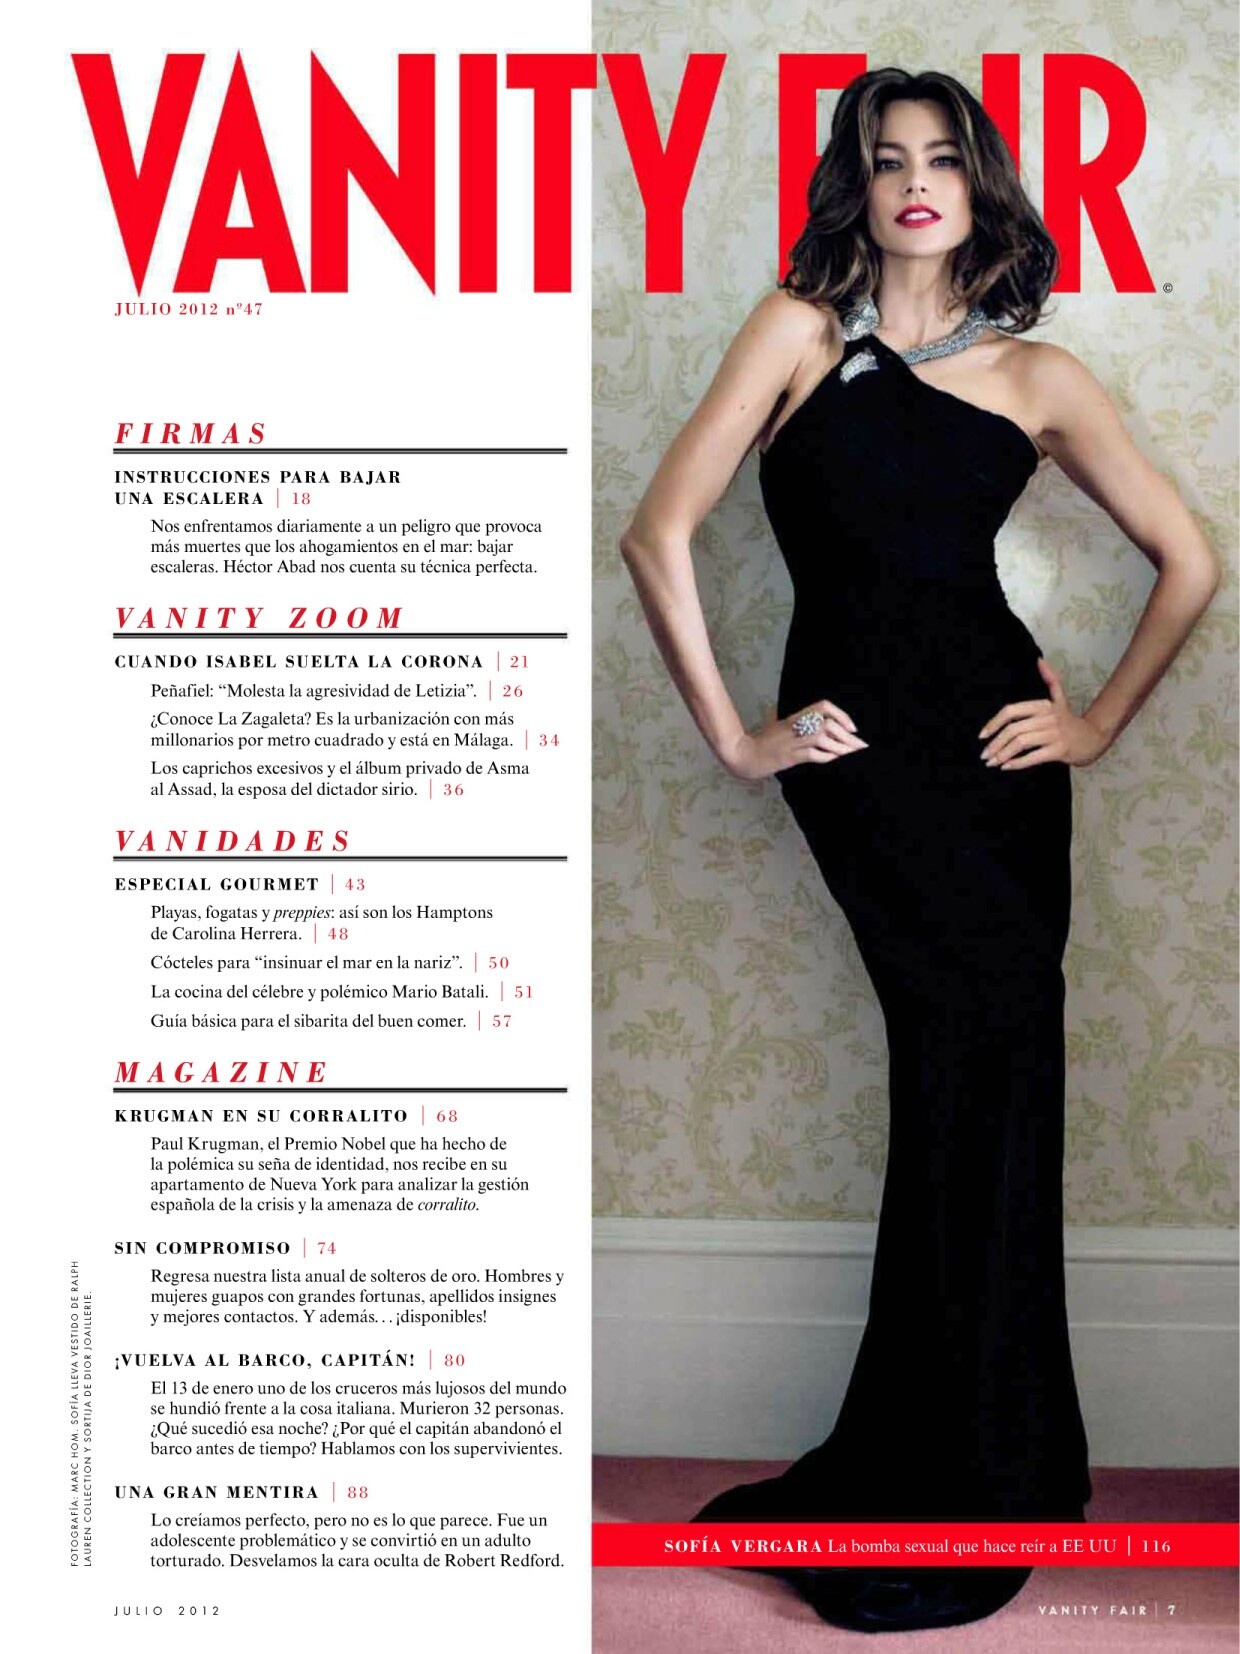 VANITY FAIR
©
JULIO 2012 nº47
FIRMAS
INSTRUCCIONES PARA BAJAR
UNA ESCALERA | 18
Nos enfrentamos diariamente a un peligro que provoca
más muertes que los ahogamientos en el mar: bajar
escaleras. Héctor Abad nos cuenta su técnica perfecta.
VANITY ZOOM
CUANDO ISABEL SUELTA LA CORONA | 21
Peñafiel: “Molesta la agresividad de Letizia”. | 26
¿Conoce La Zagaleta? Es la urbanización con más
millonarios por metro cuadrado y está en Málaga. | 34
Los caprichos excesivos y el álbum privado de Asma
al Assad, la esposa del dictador sirio. | 36
VANIDADES
ESPECIAL GOURMET | 43
Playas, fogatas y preppies: así son los Hamptons
de Carolina Herrera. | 48
Cócteles para “insinuar el mar en la nariz”. | 50
La cocina del célebre y polémico Mario Batali. | 51
Guía básica para el sibarita del buen comer. | 57
MAGAZINE
KRUGMAN EN SU CORRALITO | 68
Paul Krugman, el Premio Nobel que ha hecho de
la polémica su seña de identidad, nos recibe en su
apartamento de Nueva York para analizar la gestión
española de la crisis y la amenaza de corralito.
SIN COMPROMISO | 74
Regresa nuestra lista anual de solteros de oro. Hombres y
mujeres guapos con grandes fortunas, apellidos insignes
y mejores contactos. Y además... ¡disponibles!
¡VUELVA AL BARCO, CAPITÁN! | 80
El 13 de enero uno de los cruceros más lujosos del mundo
se hundió frente a la cosa italiana. Murieron 32 personas.
¿Qué sucedió esa noche? ¿Por qué el capitán abandonó el
barco antes de tiempo? Hablamos con los supervivientes.
UNA GRAN MENTIRA | 88
Lo creíamos perfecto, pero no es lo que parece. Fue un
adolescente problemático y se convirtió en un adulto
torturado. Desvelamos la cara oculta de Robert Redford.
FOTOGRAFÍA: MARC HOM. SOFÍA LLEVA VESTIDO DE RALPH
LAUREN COLLECTION Y SORTIJA DE DIOR JOAILLERIE.
SOFÍA VERGARA La bomba sexual que hace reír a EE UU | 116
JULIO 2012
VANITY FAIR | 7